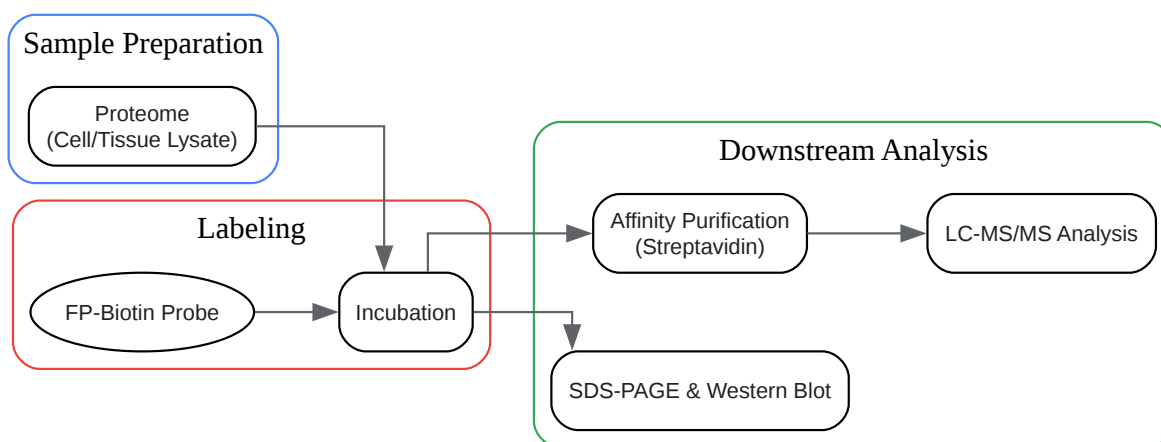 Sample Preparation
Proteome
(Cell/Tissue Lysate)
Labeling
FP-Biotin Probe
Incubation
Downstream Analysis
Affinity Purification
(Streptavidin)
LC-MS/MS Analysis
SDS-PAGE & Western Blot